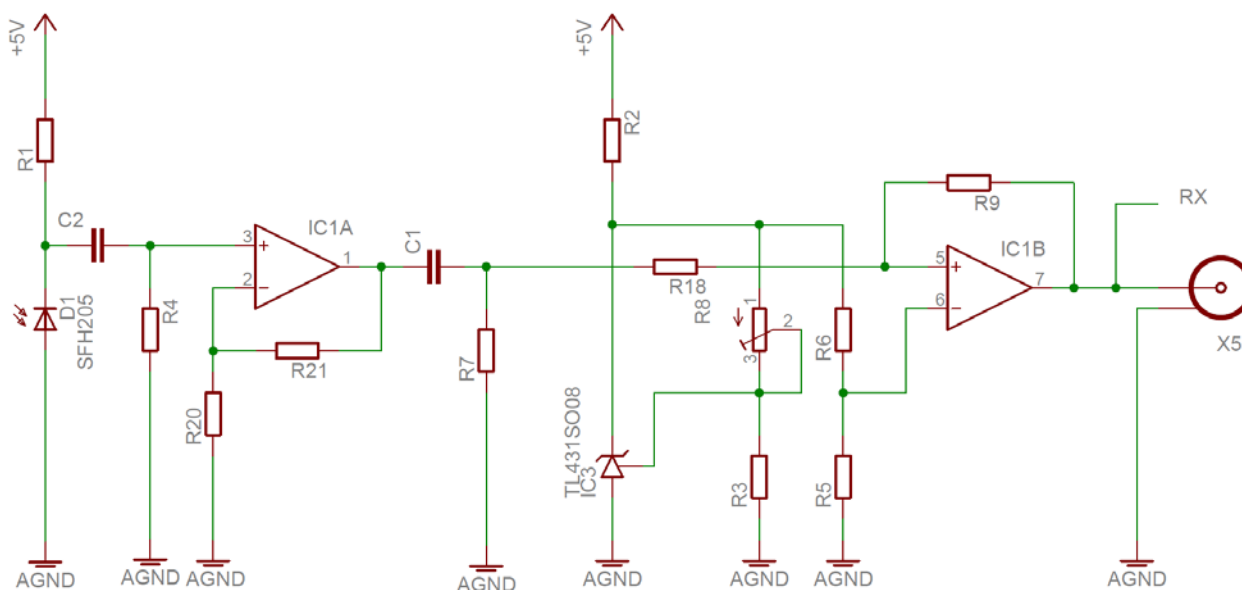 +5V
+5V
R1
R2
C2
IC1A
C1
R9
RX
IC1B
3
+
1
2
-
D1
SFH205
R4
R21
R20
R7
R18
R8
1
2
3
R6
5
+
7
6
-
X5
TL431SO08
IC3
R3
R5
AGND
AGND
AGND
AGND
AGND
AGND
AGND
AGND